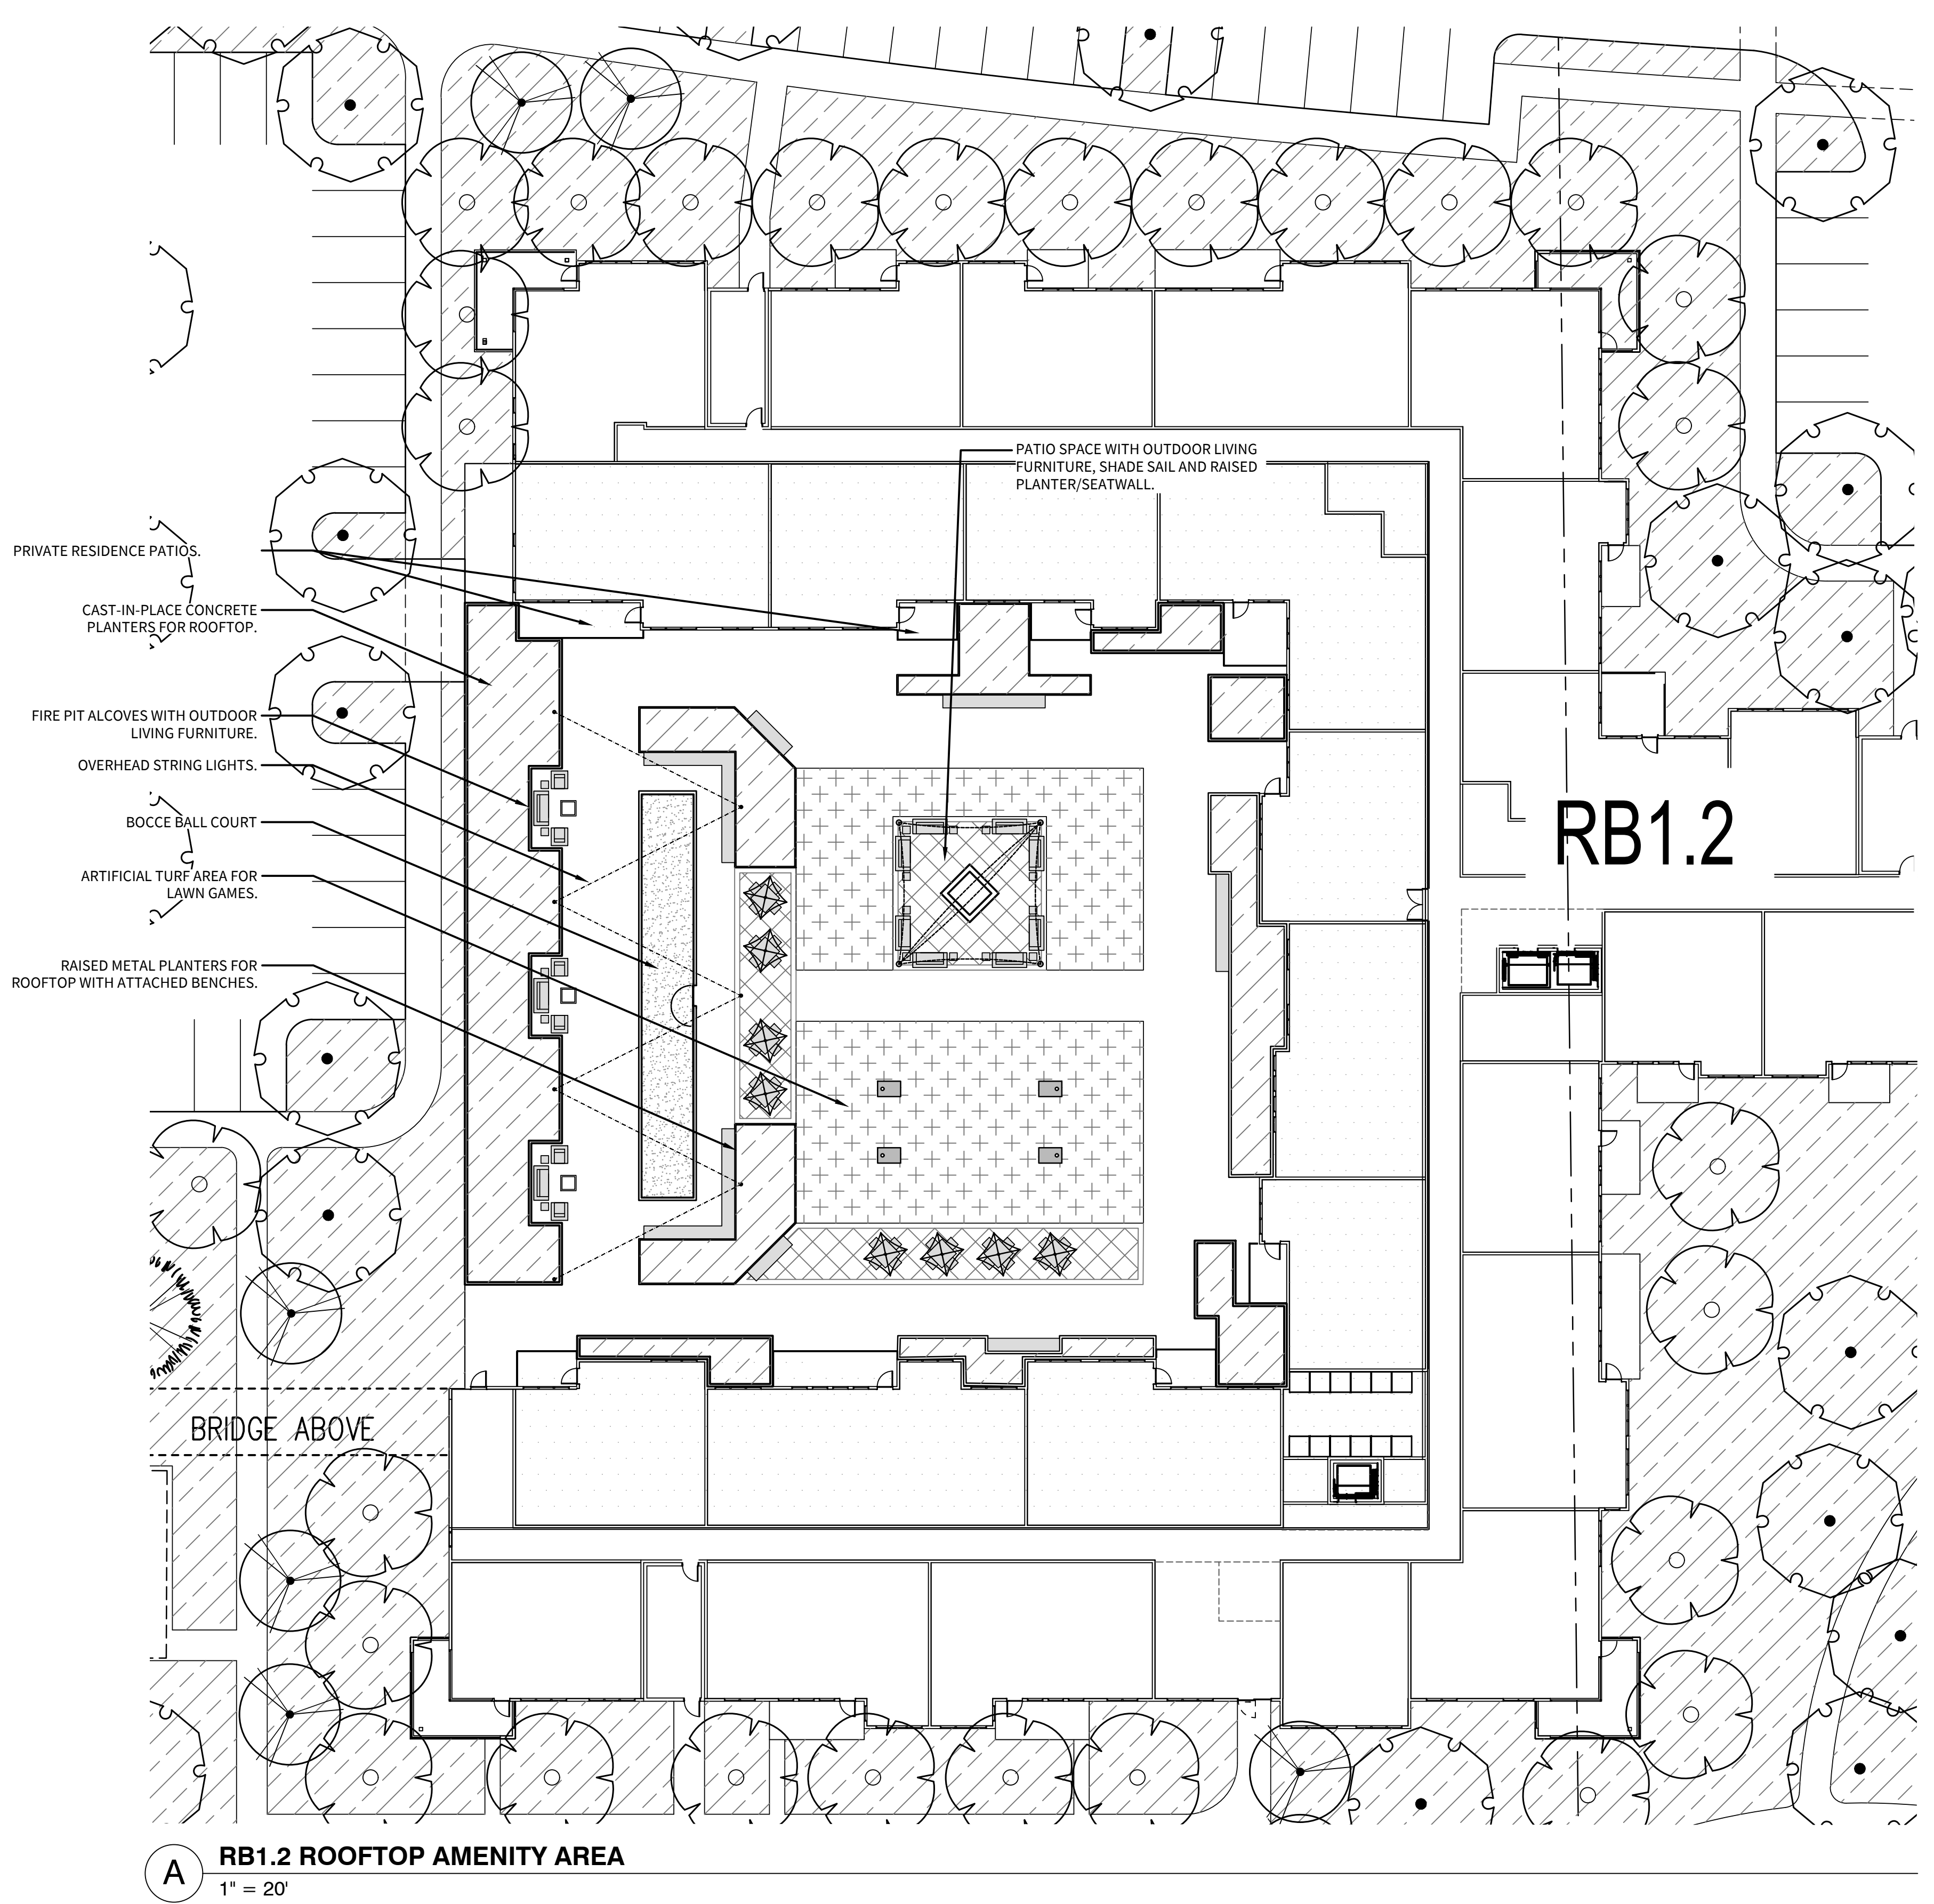 PATIO SPACE WITH OUTDOOR LIVING
FURNITURE, SHADE SAIL AND RAISED
PLANTER/SEATWALL.
PRIVATE RESIDENCE PATIOS.
CAST-IN-PLACE CONCRETE
PLANTERS FOR ROOFTOP.
FIRE PIT ALCOVES WITH OUTDOOR
LIVING FURNITURE.
OVERHEAD STRING LIGHTS.
BOCCE BALL COURT
ARTIFICIAL TURF AREA FOR
LAWN GAMES.
RAISED METAL PLANTERS FOR
ROOFTOP WITH ATTACHED BENCHES.
RB1.2
BRIDGE ABOVE
A
RB1.2 ROOFTOP AMENITY AREA
1" = 20'